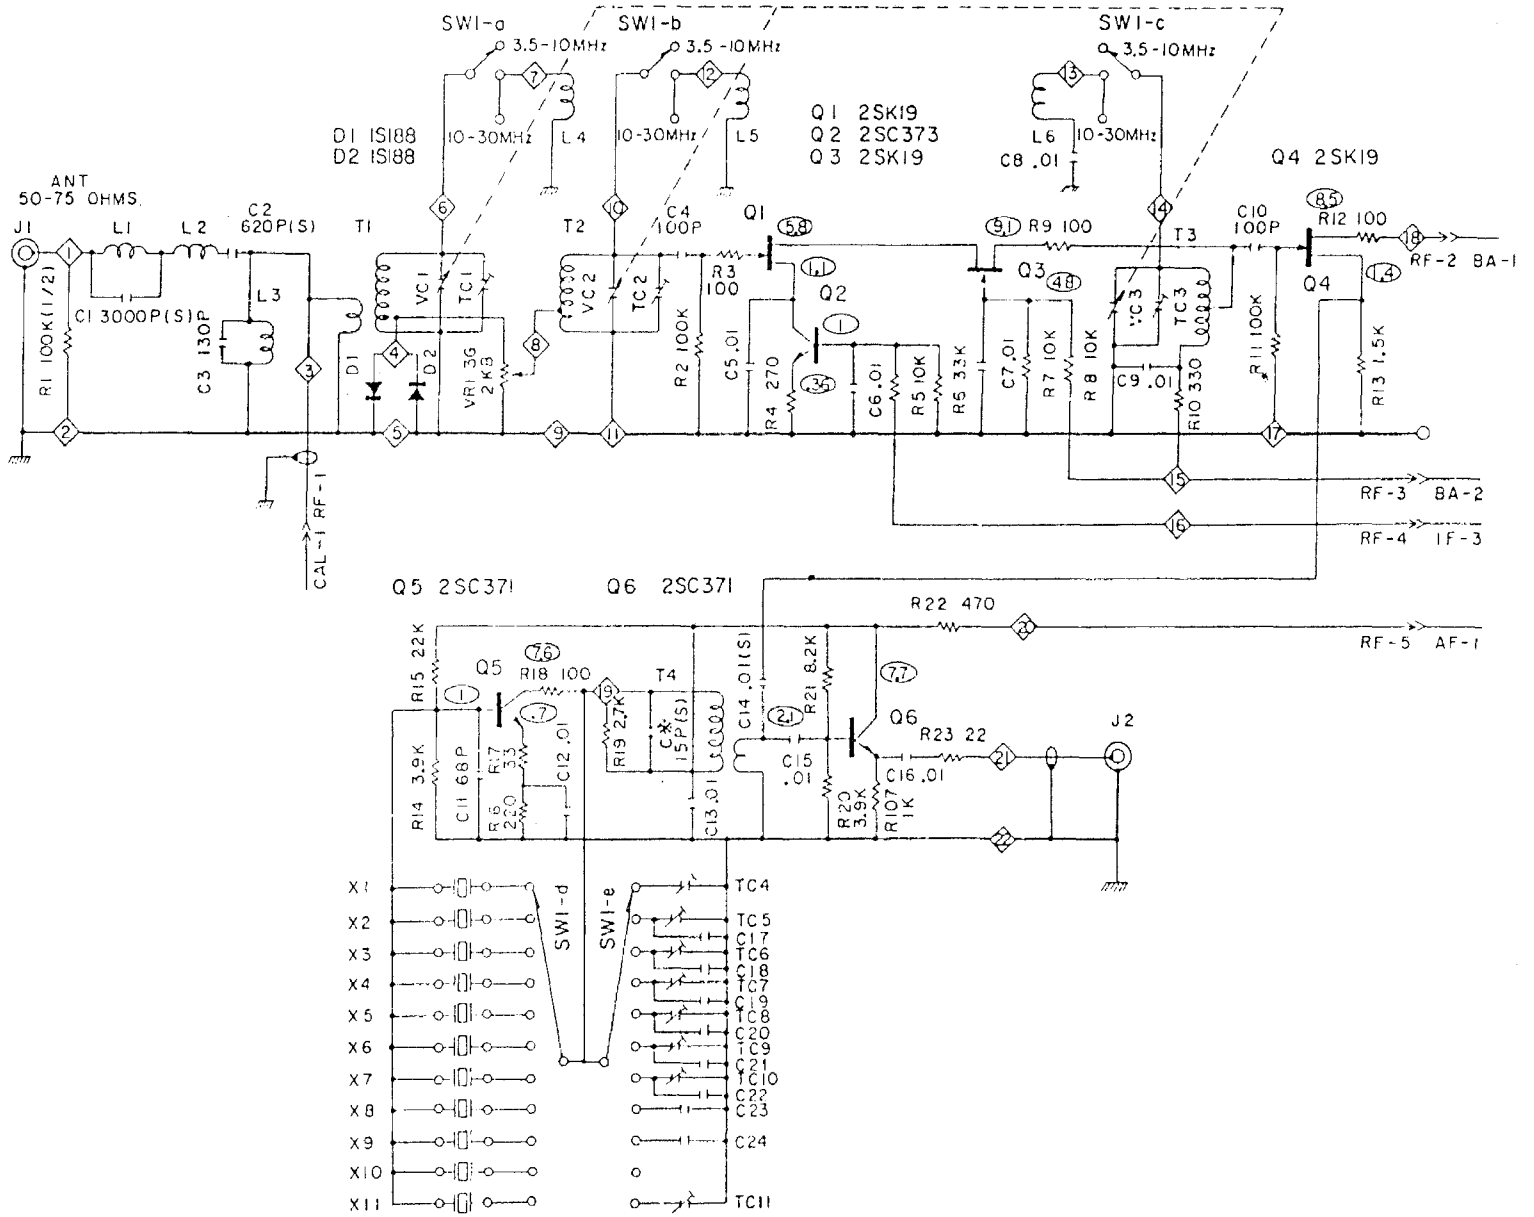 SW1-a
SW1-b
SW1-c
3.5-10MHz
3.5-10MHz
3.5-10MHz
7
12
13
D1 1S188
D2 1S188
10-30MHz
L4
10-30MHz
L5
Q1 2SK19
Q2 2SC373
Q3 2SK19
L6
10-30MHz
C8 .01
Q4 2SK19
ANT
50-75 OHMS
J1
L1
L2
C2
620P(S)
6
10
14
T1
T2
C4
100P
Q1
5.8
9.1
R9 100
T3
C10
100P
8.5
R12 100
18
RF-2 BA-1
1
C1 3000P(S)
L3
VC1
TC1
VC2
TC2
R3
100
1.1
Q2
Q3
4.8
VC3
TC3
Q4
1.4
R1 100K(1/2)
C3 130P
3
D1
4
D2
VR1 3G
2KB
8
R2 100K
C5 .01
R4 270
1
.36
C6 .01
R5 10K
R6 33K
C7 .01
R7 10K
R8 10K
C9 .01
R10 330
R11 100K
R13 1.5K
2
5
9
11
17
15
RF-3 BA-2
16
RF-4 IF-3
CAL-1 RF-1
Q5 2SC371
Q6 2SC371
R22 470
20
RF-5 AF-1
R15 22K
Q5
7.6
R18 100
19
T4
C14 .01(S)
R21 8.2K
7.7
1
.7
R19 2.7K
C*
15P(S)
2.1
Q6
R23 22
J2
R14 3.9K
C11 68P
R17
33
R16
220
C12 .01
C13 .01
C15
.01
R20
3.9K
C16 .01
R107
1K
21
22
X1
TC4
X2
TC5
C17
X3
TC6
C18
X4
TC7
C19
X5
TC8
C20
X6
TC9
C21
X7
TC10
C22
X8
C23
X9
C24
X10
X11
TC11
SW1-d
SW1-e